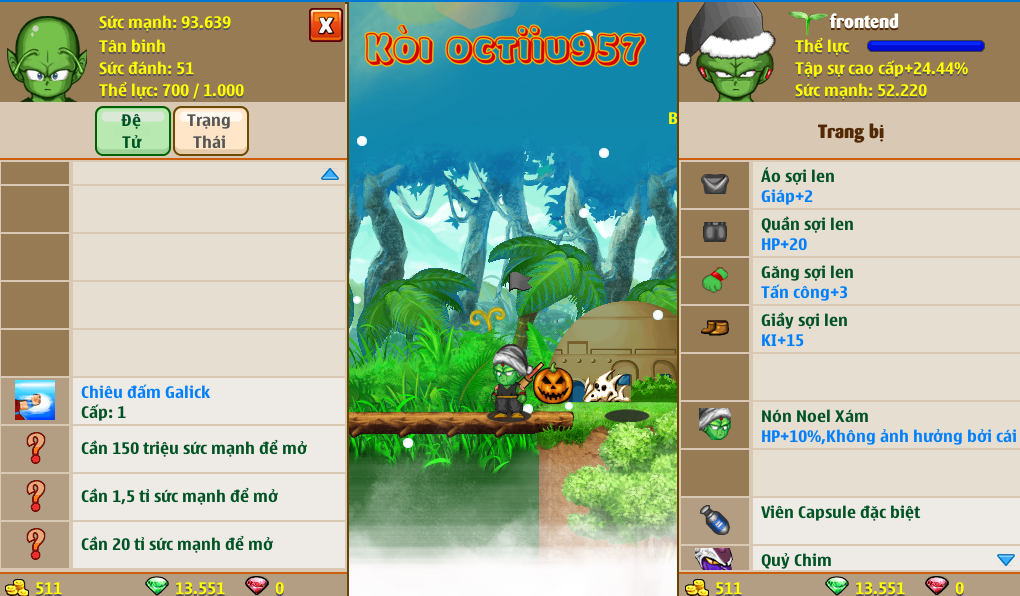 Sức mạnh: 93.639
X
Tân binh
Sức đánh: 51
Thể lực: 700 / 1.000
Đệ
Tử
Trạng
Thái
Chiêu đấm Galick
Cấp: 1
Cần 150 triệu sức mạnh để mở
Cần 1,5 tỉ sức mạnh để mở
Cần 20 tỉ sức mạnh để mở
511
13.551
0
Kòi octiiu957
B
frontend
Thể lực
Tập sự cao cấp+24.44%
Sức mạnh: 52.220
Trang bị
Áo sợi len
Giáp+2
Quần sợi len
HP+20
Găng sợi len
Tấn công+3
Giầy sợi len
KI+15
Nón Noel Xám
HP+10%,Không ảnh hưởng bởi cái
Viên Capsule đặc biệt
Quỷ Chim
511
13.551
0